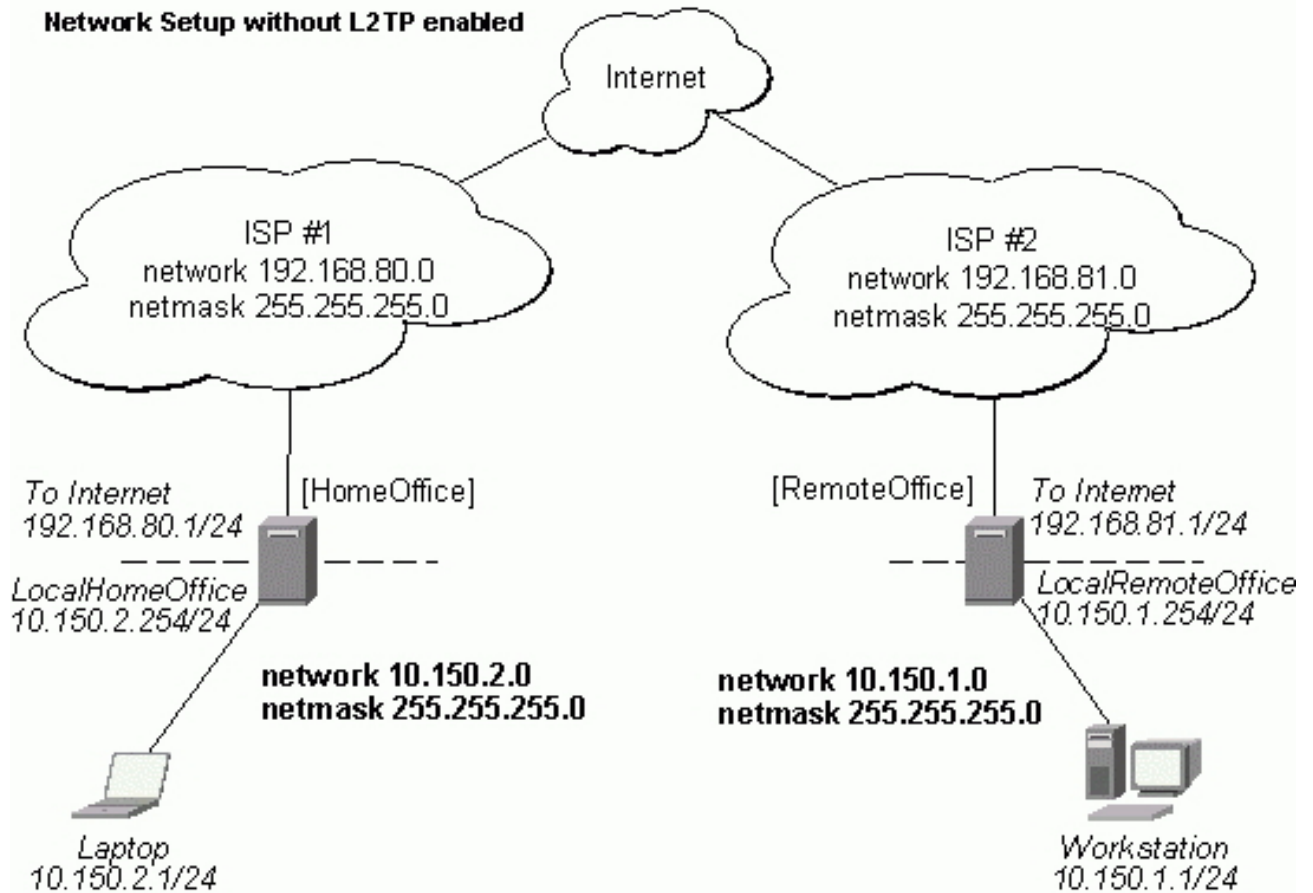 Network Setup without L2TP enabled
Internet
ISP #1
network 192.168.80.0
netmask 255.255.255.0
ISP #2
network 192.168.81.0
netmask 255.255.255.0
To Internet
192.168.80.1/24
[HomeOffice]
[RemoteOffice]
To Internet
192.168.81.1/24
LocalHomeOffice
10.150.2.254/24
LocalRemoteOffice
10.150.1.254/24
network 10.150.2.0
netmask 255.255.255.0
network 10.150.1.0
netmask 255.255.255.0
Laptop
10.150.2.1/24
Workstation
10.150.1.1/24